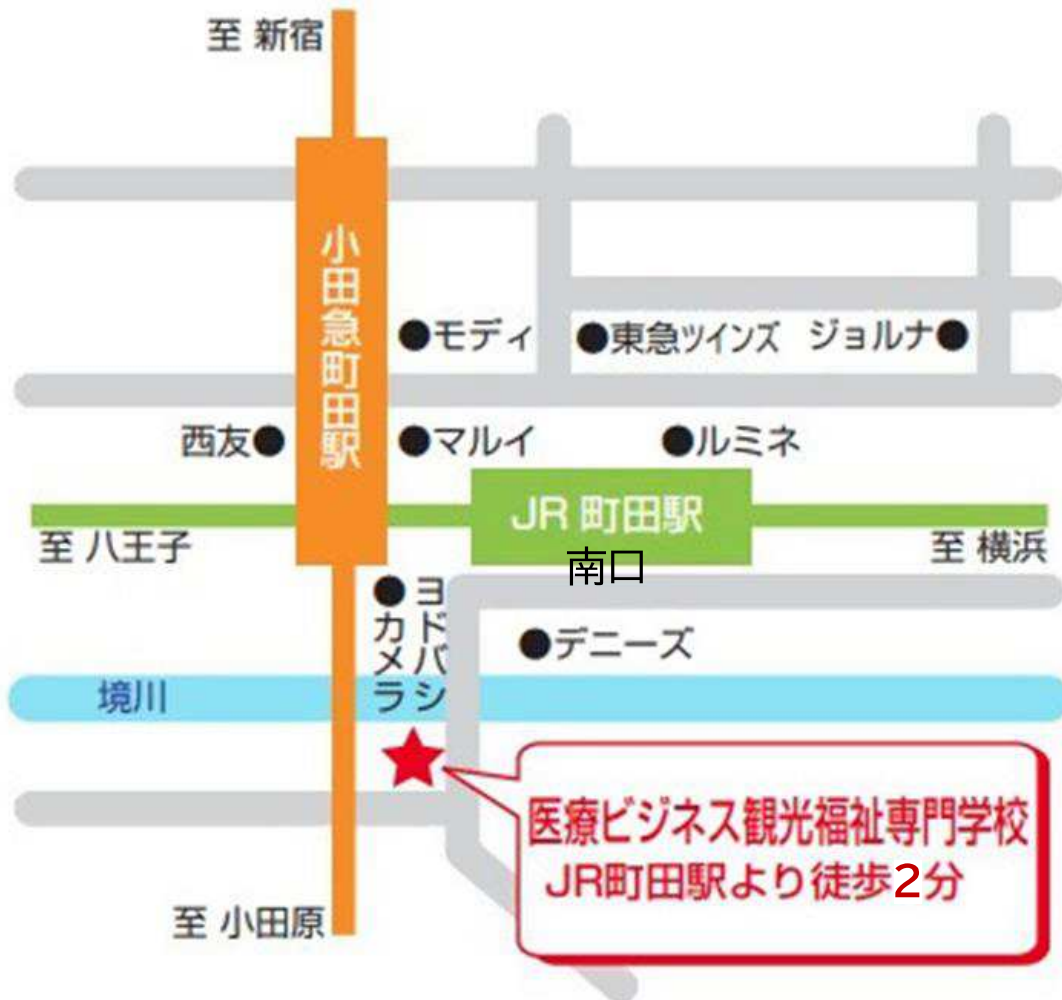 至 新宿
小田急町田駅
●モディ
●東急ツインズ
ジョルナ●
西友●
●マルイ
●ルミネ
JR 町田駅
南口
至 八王子
至 横浜
●ヨドバシ
カメラ
●デニーズ
境川
医療ビジネス観光福祉専門学校
JR町田駅より徒歩2分
至 小田原